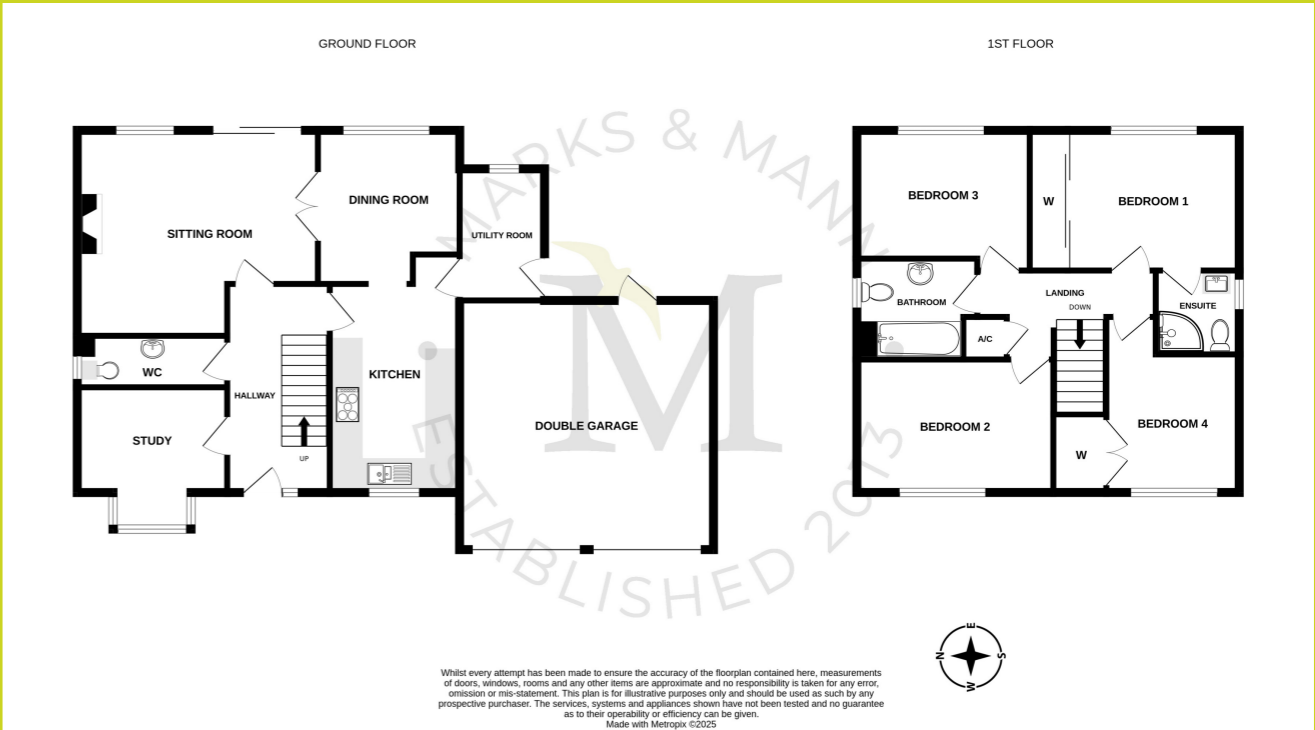 GROUND FLOOR
1ST FLOOR
MARKS & MANN
ESTABLISHED 2013
M
SITTING ROOM
DINING ROOM
UTILITY ROOM
WC
HALLWAY
KITCHEN
STUDY
UP
DOUBLE GARAGE
BEDROOM 3
W
BEDROOM 1
BATHROOM
LANDING
DOWN
ENSUITE
A/C
BEDROOM 2
BEDROOM 4
W
E
N
S
W
Whilst every attempt has been made to ensure the accuracy of the floorplan contained here, measurements
of doors, windows, rooms and any other items are approximate and no responsibility is taken for any error,
omission or mis-statement. This plan is for illustrative purposes only and should be used as such by any
prospective purchaser. The services, systems and appliances shown have not been tested and no guarantee
as to their operability or efficiency can be given.
Made with Metropix ©2025